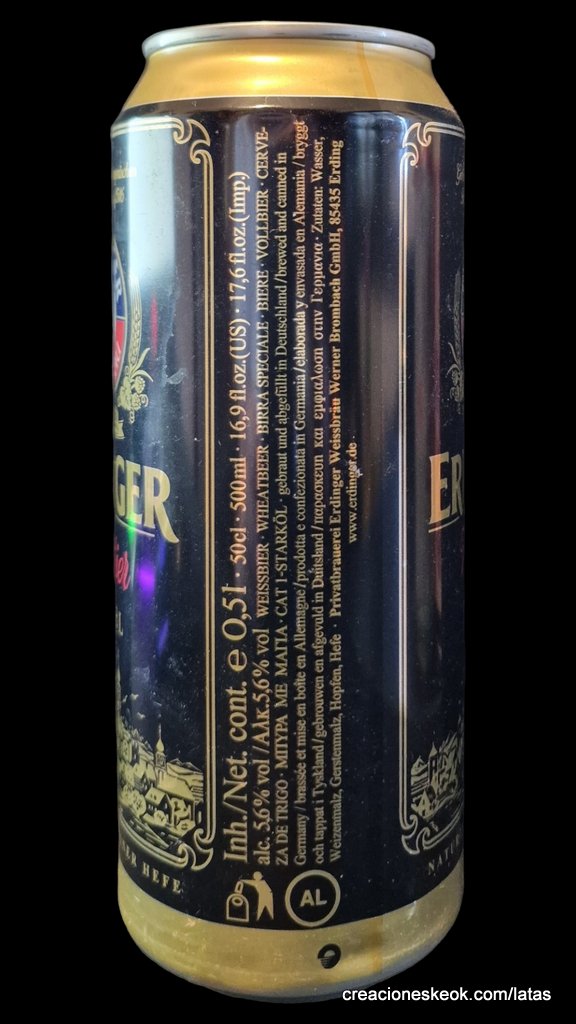 GER
ER
Inh./Net. cont. e 0,5l · 50cl · 500ml · 16,9 fl.oz.(US) · 17,6 fl.oz.(Imp)
alc. 5,6% vol /Αλκ.5,6% vol WEISSBIER · WHEATBEER · BIRRA SPECIALE · BIERE · VOLLBIER · CERVE-
ZA DE TRIGO · ΜΠΥΡΑ ΜΕ ΜΑΓΙΑ · CAT 1-STARKÖL · gebraut und abgefüllt in Deutschland/brewed and canned in
Germany / brassée et mise en boîte en Allemagne/prodotta e confezionata in Germania/elaborada y envasada en Alemania / bryggt
och tappat i Tyskland/gebrouwen en afgevuld in Duitsland/παρασκευη και εμφιαλωση στην Γερμανια · Zutaten: Wasser,
Weizenmalz, Gerstenmalz, Hopfen, Hefe · Privatbrauerei Erdinger Weissbräu Werner Brombach GmbH, 85435 Erding
www.erdinger.de
HEFE
NATUR
AL
creacioneskeok.com/latas